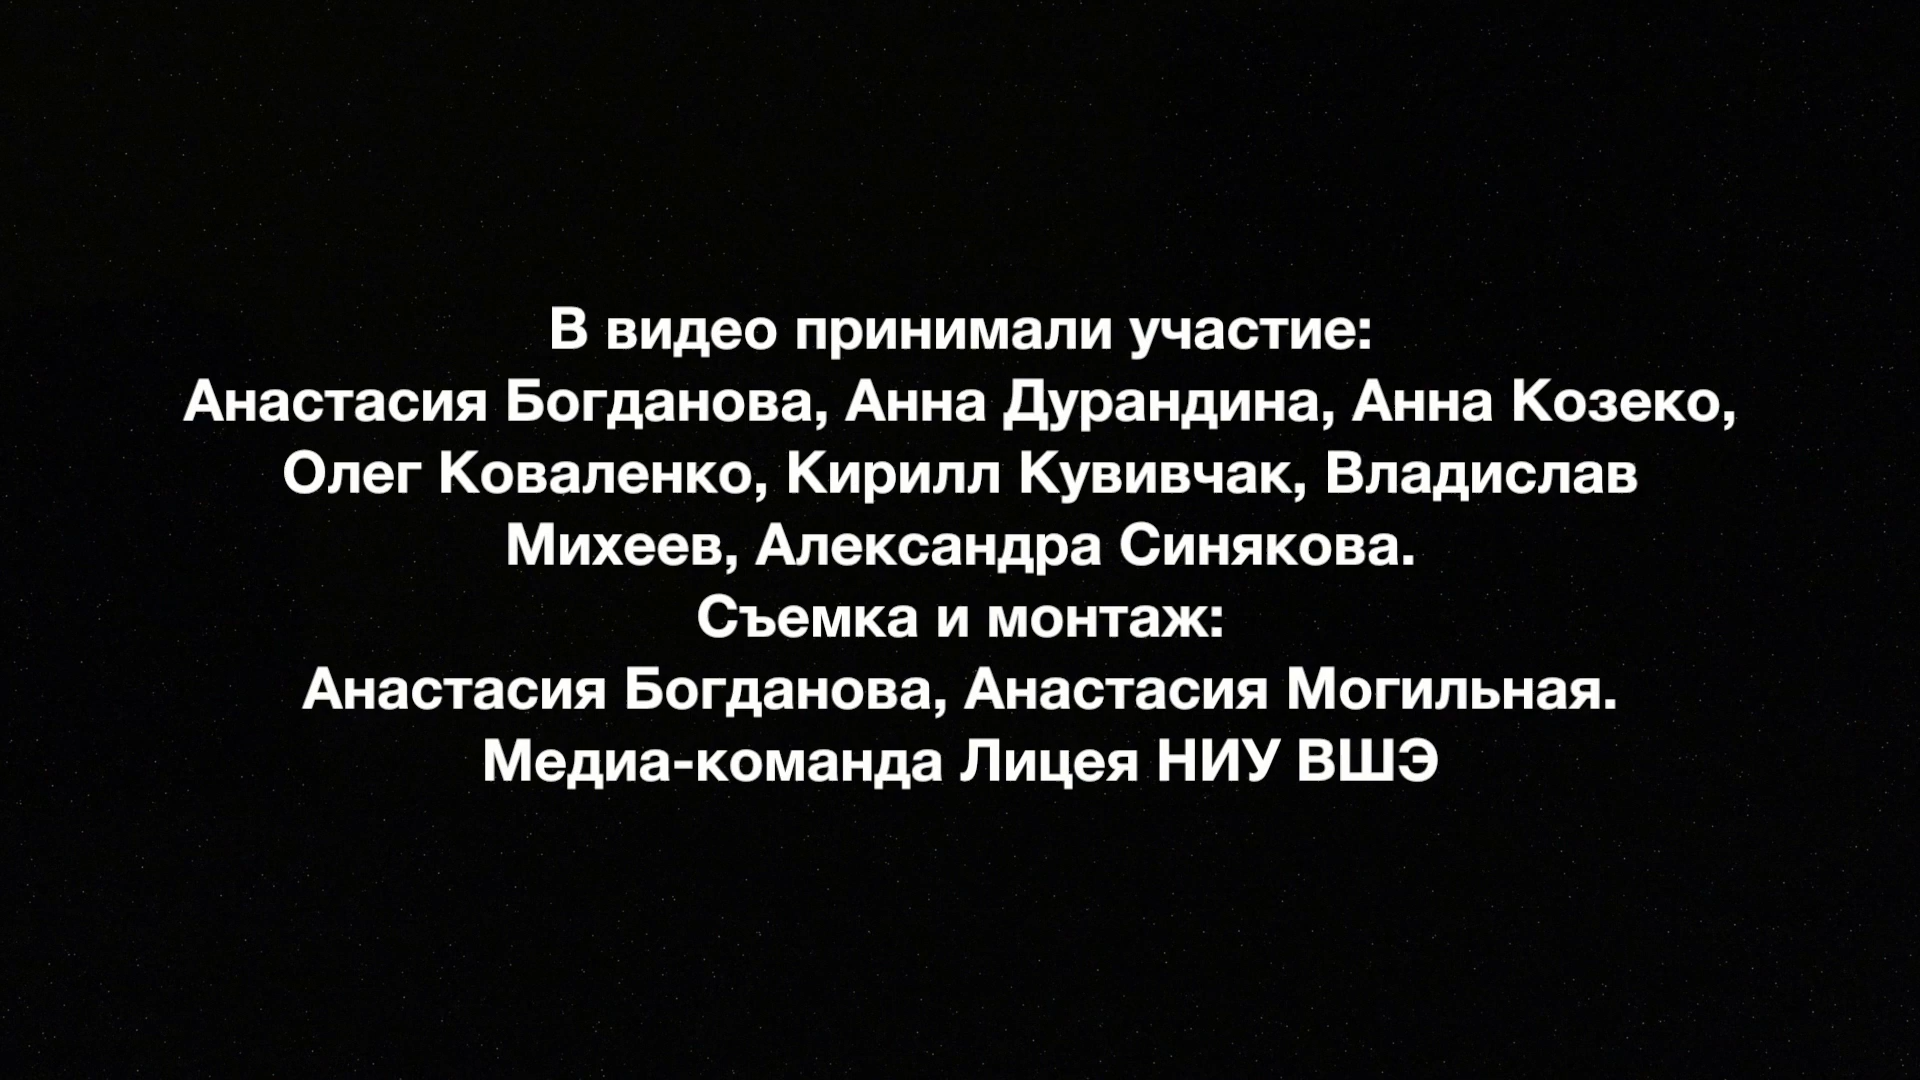 В видео принимали участие:
Анастасия Богданова, Анна Дурандина, Анна Козеко,
Олег Коваленко, Кирилл Кувивчак, Владислав
Михеев, Александра Синякова.
Съемка и монтаж:
Анастасия Богданова, Анастасия Могильная.
Медиа-команда Лицея НИУ ВШЭ